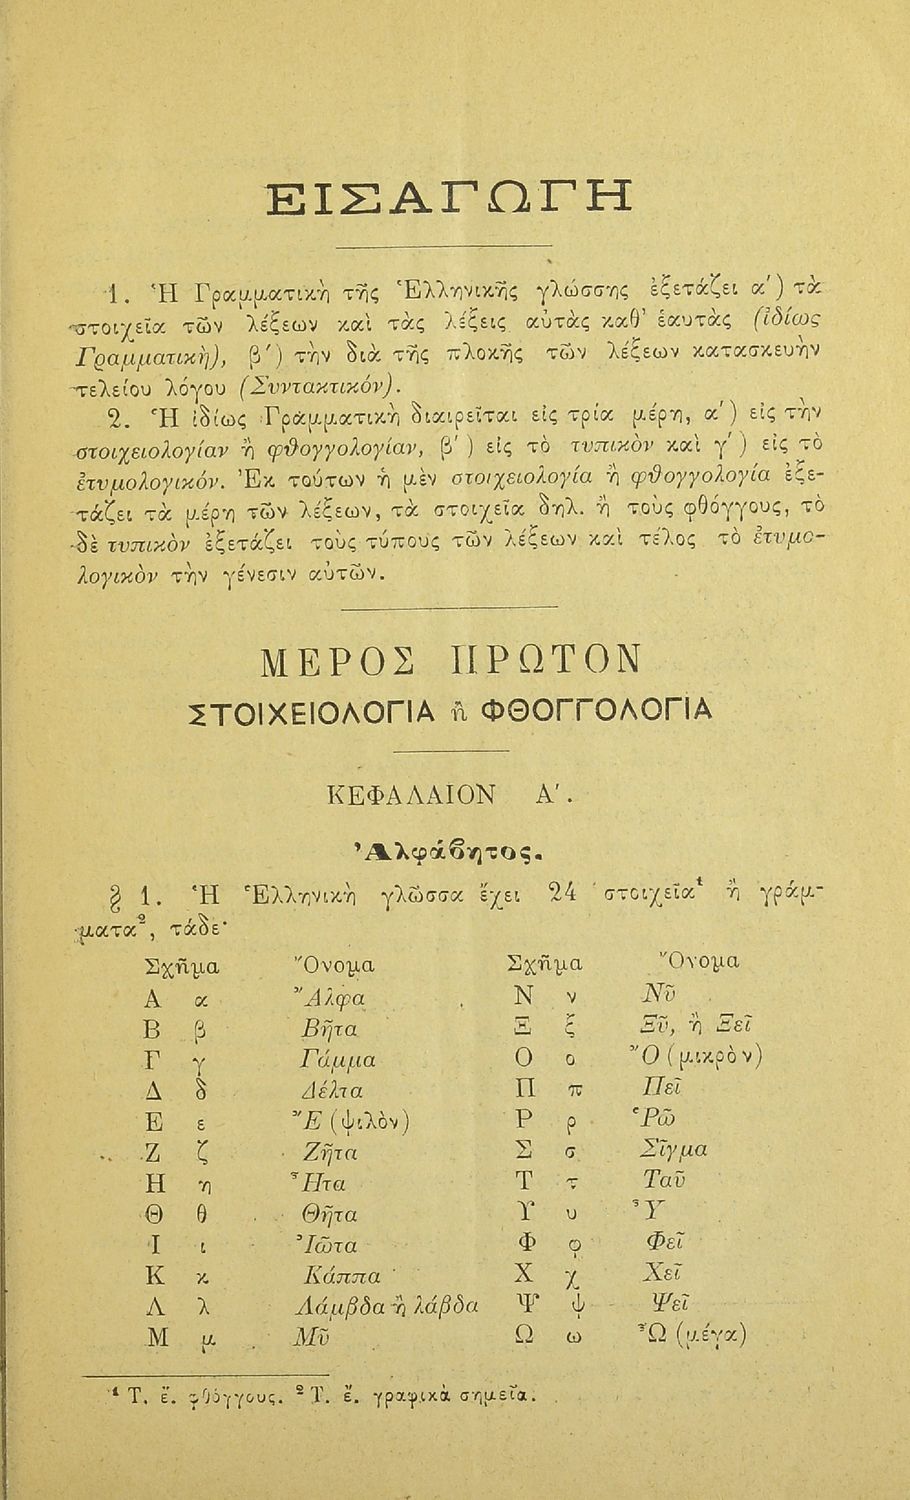 ΕΙΣΑΓΩΓΗ
1. Ἡ Γραμματικὴ τῆς Ἑλληνικῆς γλώσσης ἐξετάζει α΄) τὰ
στοιχεῖα τῶν λέξεων καὶ τὰς λέξεις αὐτὰς καθ' ἑαυτὰς (ἰδίως
Γραμματικὴ), β΄) τὴν διὰ τῆς πλοκῆς τῶν λέξεων κατασκευὴν
τελείου λόγου (Συντακτικόν).
2. Ἡ ἰδίως Γραμματικὴ διαιρεῖται εἰς τρία μέρη, α΄) εἰς τὴν
στοιχειολογίαν ἢ φθογγολογίαν, β΄) εἰς τὸ τυπικὸν καὶ γ΄) εἰς τὸ
ἐτυμολογικόν. Ἐκ τούτων ἡ μὲν στοιχειολογία ἢ φθογγολογία ἐξε-
τάζει τὰ μέρη τῶν λέξεων, τὰ στοιχεῖα δηλ. ἢ τοὺς φθόγγους, τὸ
δὲ τυπικὸν ἐξετάζει τοὺς τύπους τῶν λέξεων καὶ τέλος τὸ ἐτυμο-
λογικὸν τὴν γένεσιν αὐτῶν.
ΜΕΡΟΣ ΠΡΩΤΟΝ
ΣΤΟΙΧΕΙΟΛΟΓΙΑ ἢ ΦΘΟΓΓΟΛΟΓΙΑ
ΚΕΦΑΛΑΙΟΝ Α΄.
Ἀλφάβητος.
§ 1. Ἡ Ἑλληνικὴ γλῶσσα ἔχει 24 στοιχεῖα¹ ἢ γράμ-
ματα², τάδε·
Σχῆμα Ὄνομα Σχῆμα Ὄνομα
Α α Ἄλφα Ν ν Νῦ
Β β Βῆτα Ξ ξ Ξῦ, ἢ Ξεῖ
Γ γ Γάμμα Ο ο Ὄ (μικρὸν)
Δ δ Δέλτα Π π Πεῖ
Ε ε Ἔ (ψιλὸν) Ρ ρ Ῥῶ
Ζ ζ Ζῆτα Σ σ Σῖγμα
Η η Ἦτα Τ τ Ταῦ
Θ θ Θῆτα Υ υ Υ̓
Ι ι Ἰῶτα Φ φ Φεῖ
Κ κ Κάππα Χ χ Χεῖ
Λ λ Λάμβδα ἢ λάβδα Ψ ψ Ψεῖ
Μ μ Μῦ Ω ω Ὦ (μέγα)
¹ Τ. ἔ. φθόγγους. ² Τ. ἔ. γραφικὰ σημεῖα.